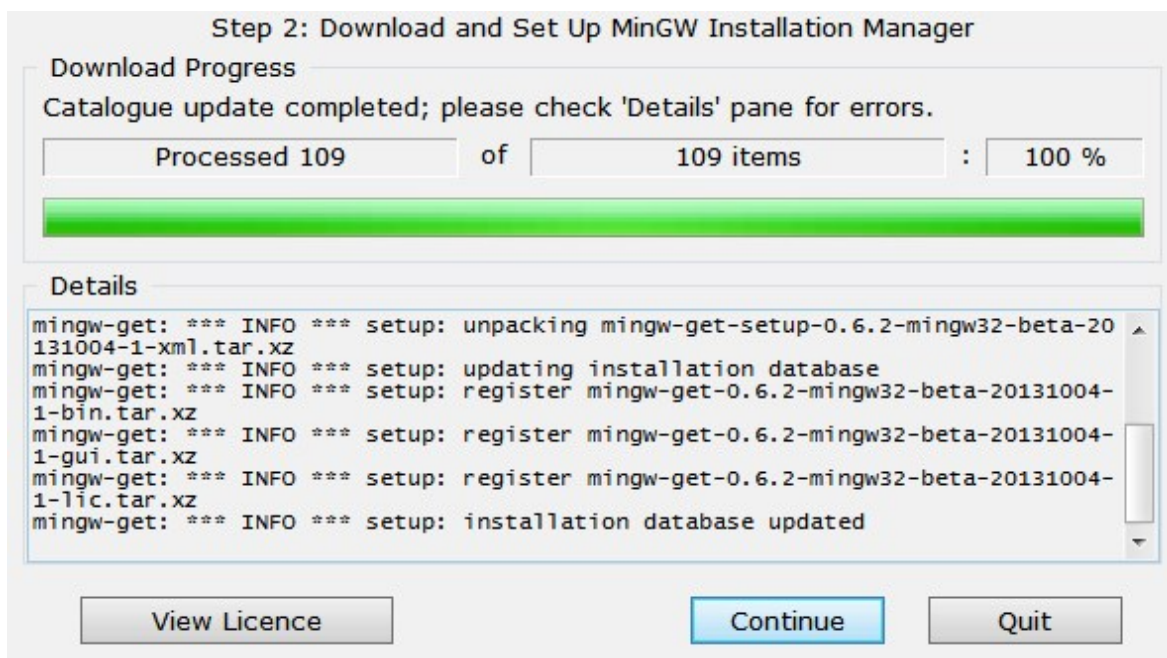 Step 2: Download and Set Up MinGW Installation Manager
Download Progress
Catalogue update completed; please check 'Details' pane for errors.
Processed 109 of 109 items : 100 %
Details
mingw-get: *** INFO *** setup: unpacking mingw-get-setup-0.6.2-mingw32-beta-20
131004-1-xml.tar.xz
mingw-get: *** INFO *** setup: updating installation database
mingw-get: *** INFO *** setup: register mingw-get-0.6.2-mingw32-beta-20131004-
1-bin.tar.xz
mingw-get: *** INFO *** setup: register mingw-get-0.6.2-mingw32-beta-20131004-
1-gui.tar.xz
mingw-get: *** INFO *** setup: register mingw-get-0.6.2-mingw32-beta-20131004-
1-lic.tar.xz
mingw-get: *** INFO *** setup: installation database updated
View Licence Continue Quit